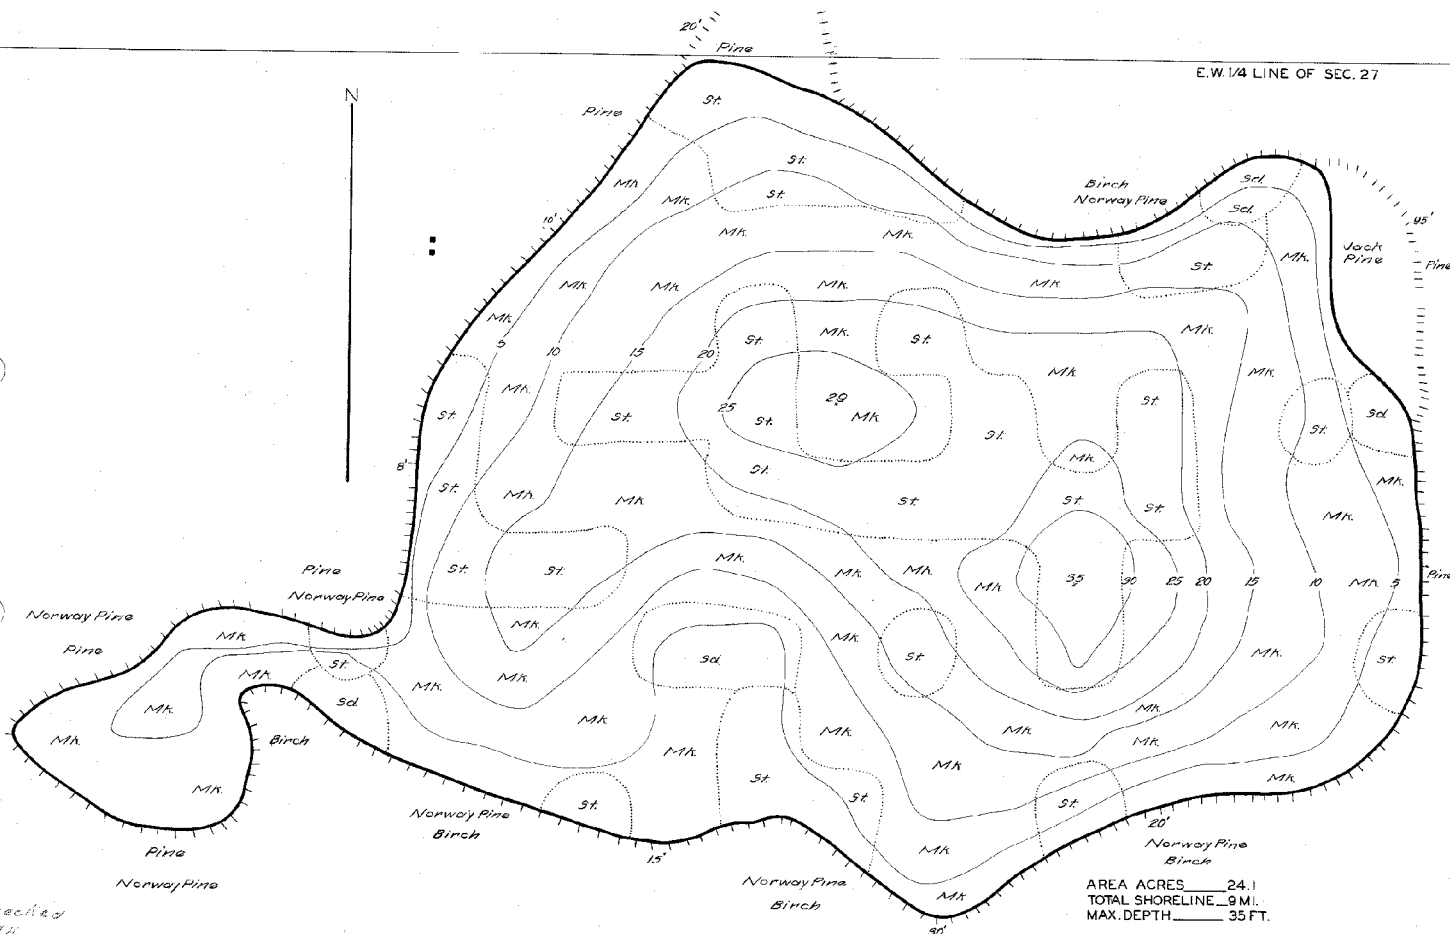 20'
Pine
E.W. 1/4 LINE OF SEC. 27
N
St.
Pine
St.
Mk
Birch
Norway Pine
Sd.
Sd.
Mk.
St.
10'
Mk.
Mk.
95'
Jack
Pine
Mk.
St.
Pine
Mk.
Mk.
Mk.
Mk.
Mk.
Mk.
Mk.
5
10
15
20
St.
St.
Mk
Mk.
Mk.
St.
St.
25
St.
29
Mk
St.
St.
St.
Sd
8'
St.
Mk.
Mk.
St.
Mk
St.
St.
St.
Mk.
Mk.
St.
St.
Mk.
Mk.
Mk.
Mk
35
30
25
20
15
10
Mk
5
Pine
Pine
Norway Pine
Norway Pine
Pine
Mk
Mk.
Mk
St.
Mk.
Sd
St.
Mk
St.
Mk.
Mk.
Sd
Mk.
Mk.
Mk
Mk.
Mk
Mk
Mk.
Mk
Birch
Mk
Mk.
St.
St.
Mk.
St.
Mk
St.
Mk
Norway Pine
Birch
Pine
Norway Pine
15'
Norway Pine
Birch
Mk
Mk
20'
Norway Pine
Birch
30'
AREA ACRES 24.1
TOTAL SHORELINE .9 MI.
MAX. DEPTH 35 FT.